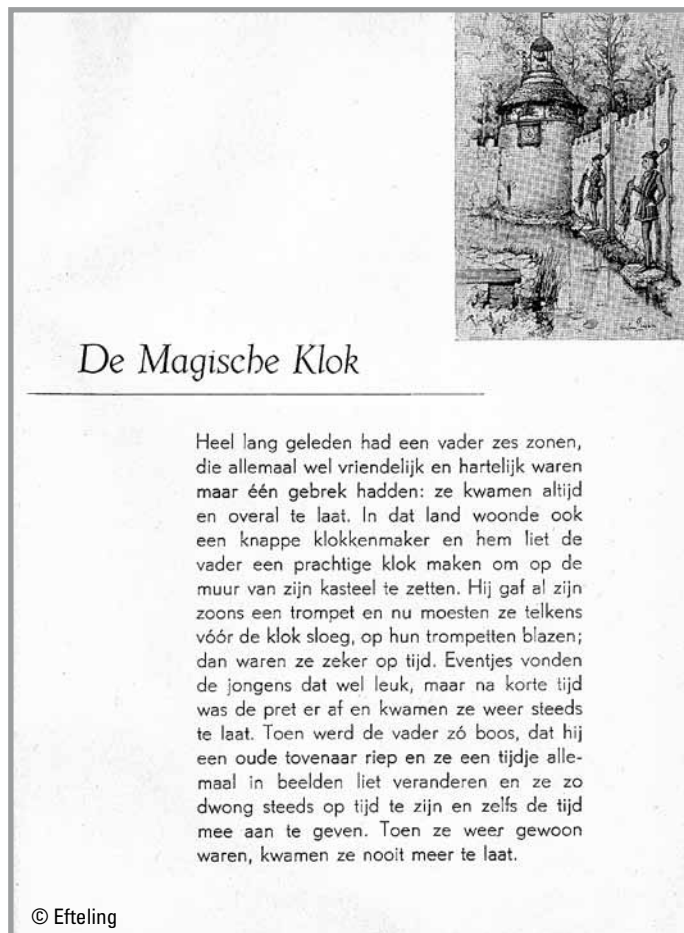 De Magische Klok
Heel lang geleden had een vader zes zonen,
die allemaal wel vriendelijk en hartelijk waren
maar één gebrek hadden: ze kwamen altijd
en overal te laat. In dat land woonde ook
een knappe klokkenmaker en hem liet de
vader een prachtige klok maken om op de
muur van zijn kasteel te zetten. Hij gaf al zijn
zoons een trompet en nu moesten ze telkens
vóór de klok sloeg, op hun trompetten blazen;
dan waren ze zeker op tijd. Eventjes vonden
de jongens dat wel leuk, maar na korte tijd
was de pret er af en kwamen ze weer steeds
te laat. Toen werd de vader zó boos, dat hij
een oude tovenaar riep en ze een tijdje alle-
maal in beelden liet veranderen en ze zo
dwong steeds op tijd te zijn en zelfs de tijd
mee aan te geven. Toen ze weer gewoon
waren, kwamen ze nooit meer te laat.
© Efteling